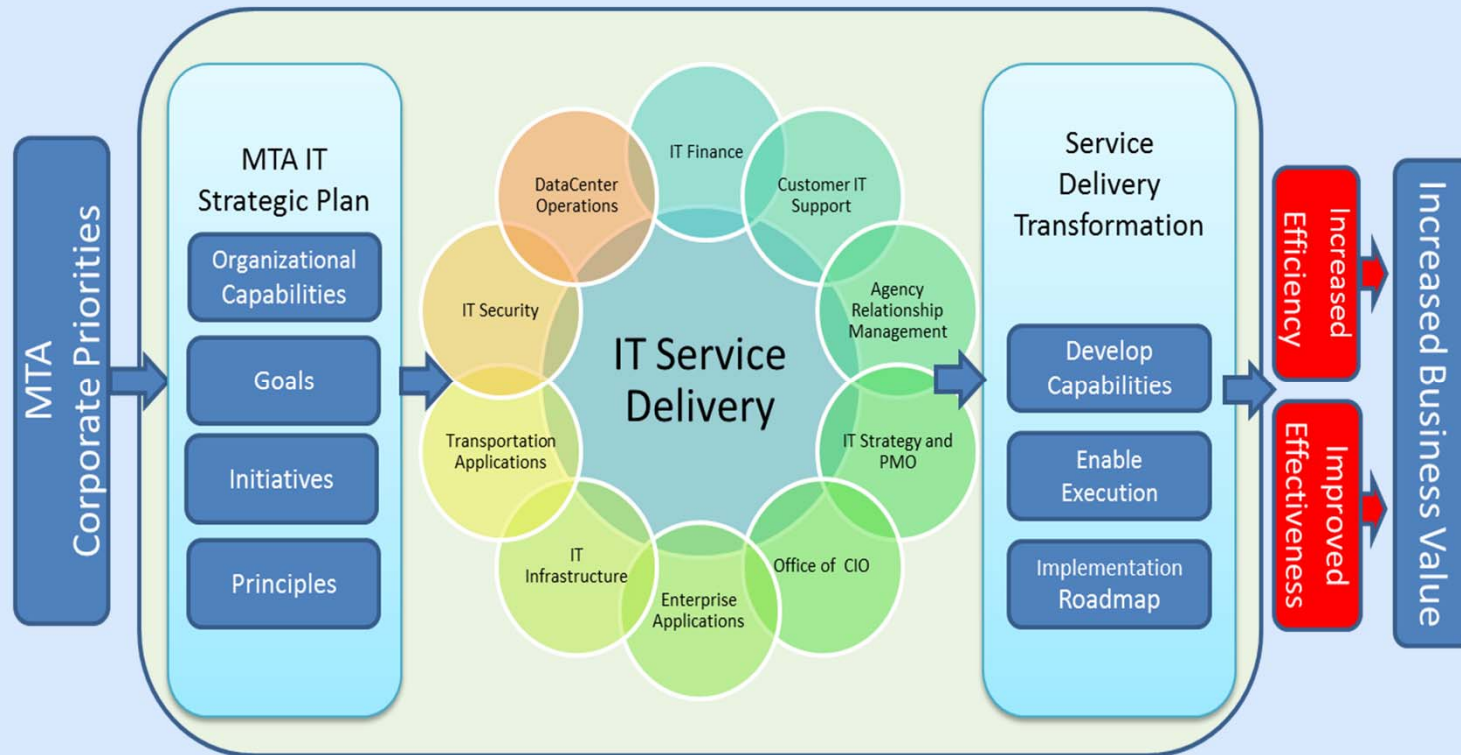 MTA
Corporate Priorities
MTA IT
Strategic Plan
Organizational
Capabilities
Goals
Initiatives
Principles
IT Finance
Customer IT
Support
Agency
Relationship
Management
IT Strategy and
PMO
Office of CIO
Enterprise
Applications
IT
Infrastructure
Transportation
Applications
IT Security
DataCenter
Operations
IT Service
Delivery
Service
Delivery
Transformation
Develop
Capabilities
Enable
Execution
Implementation
Roadmap
Increased
Efficiency
Improved
Effectiveness
Increased Business Value